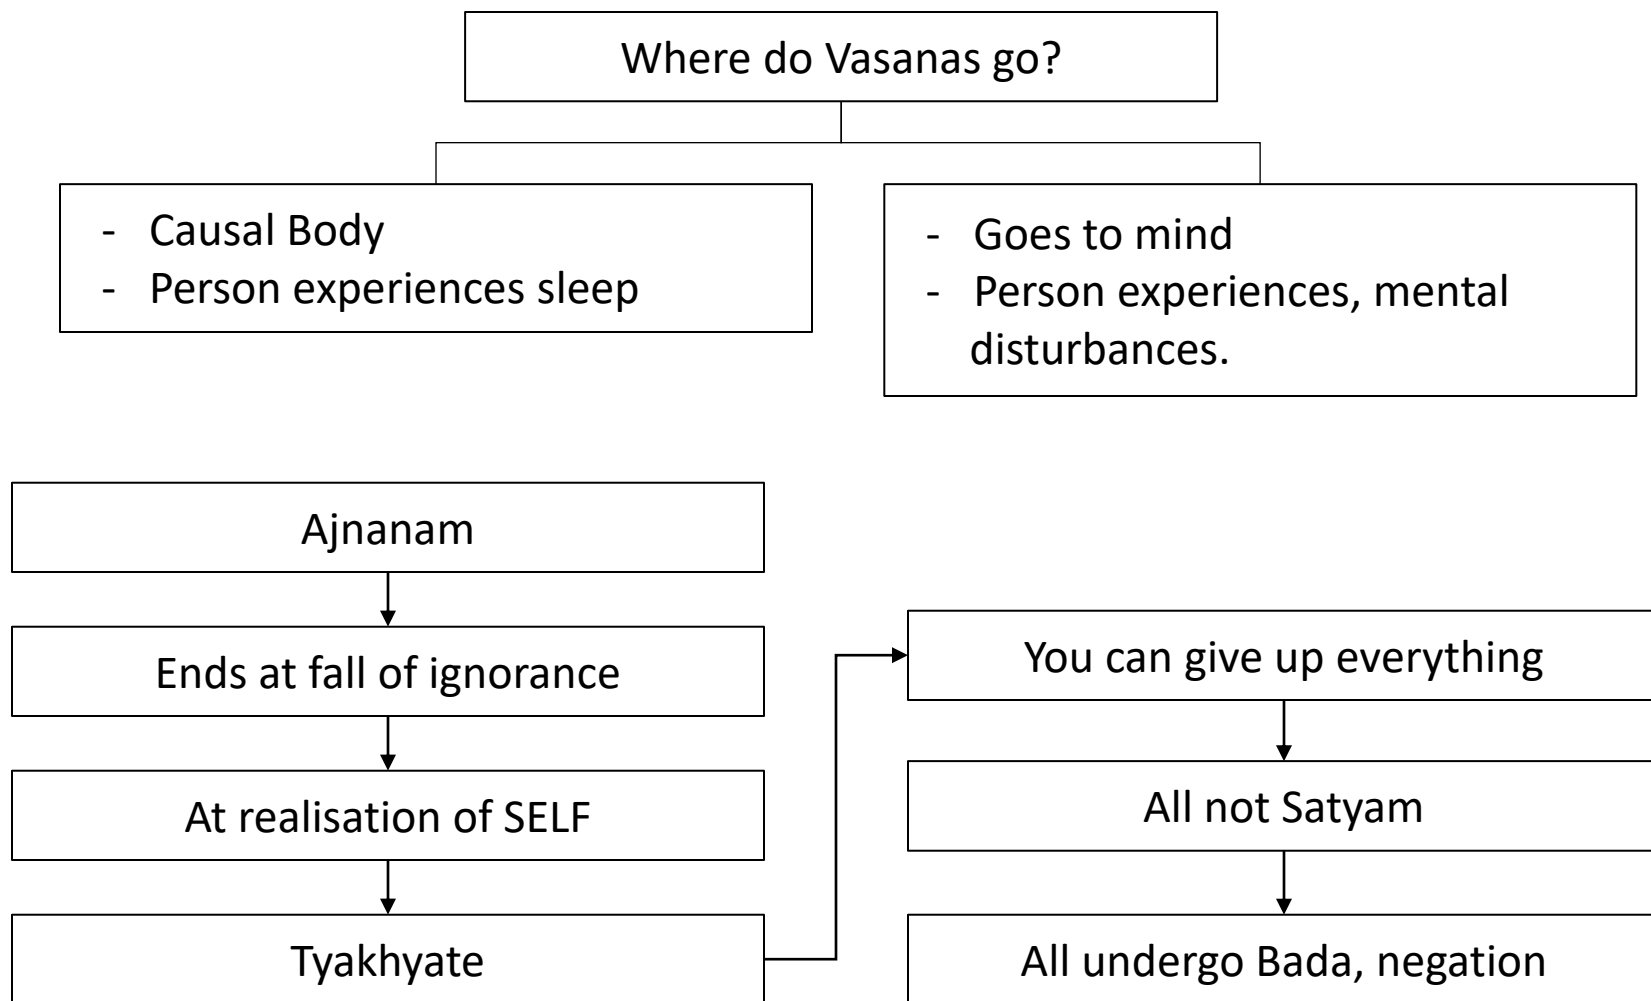 Where do Vasanas go?
- Causal Body
- Person experiences sleep
- Goes to mind
- Person experiences, mental
disturbances.
Ajnanam
Ends at fall of ignorance
At realisation of SELF
Tyakhyate
You can give up everything
All not Satyam
All undergo Bada, negation